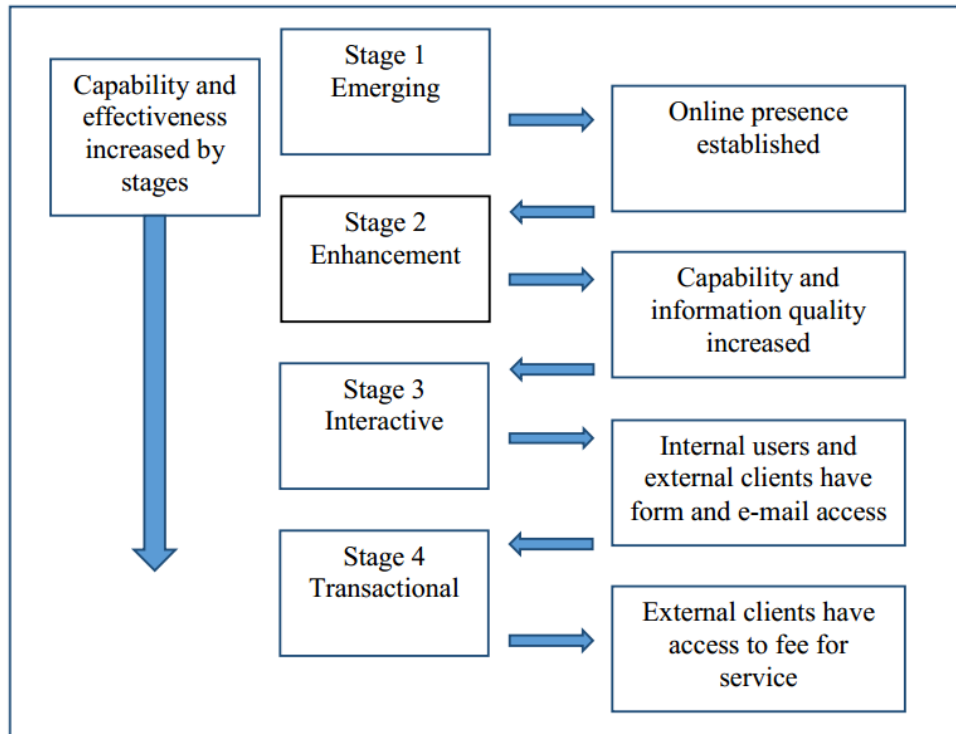 Capability and
effectiveness
increased by
stages
Stage 1
Emerging
Online presence
established
Stage 2
Enhancement
Capability and
information quality
increased
Stage 3
Interactive
Internal users and
external clients have
form and e-mail access
Stage 4
Transactional
External clients have
access to fee for
service